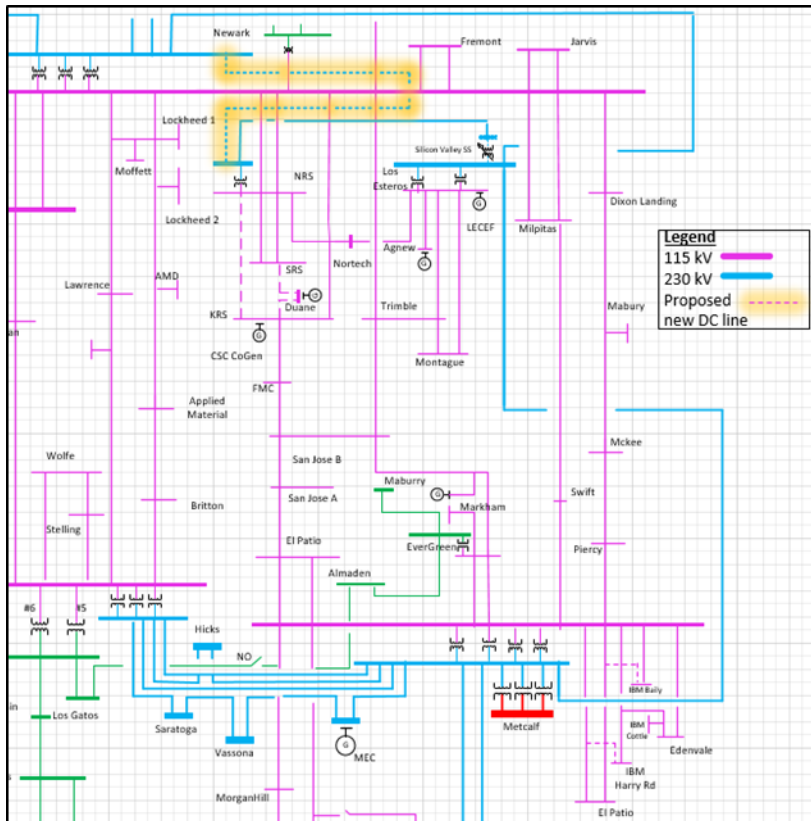 Newark
Fremont
Jarvis
Lockheed 1
Moffett
Silicon Valley SS
Los
Esteros
NRS
Lockheed 2
LECEF
G
Milpitas
Dixon Landing
Legend
115 kV
230 kV
Proposed
new DC line
Nortech
Agnew
G
SRS
AMD
Lawrence
Duane
G
KRS
Trimble
Mabury
an
G
CSC CoGen
Montague
FMC
Applied
Material
San Jose B
Mckee
Wolfe
Maburry
San Jose A
G
Markham
Swift
Britton
Stelling
El Patio
EverGreen
Piercy
Almaden
#6
#5
Hicks
NO
IBM Baily
in
Los Gatos
Saratoga
Vassona
G
MEC
Metcalf
IBM
Cottle
Edenvale
IBM
Harry Rd
s
MorganHill
El Patio